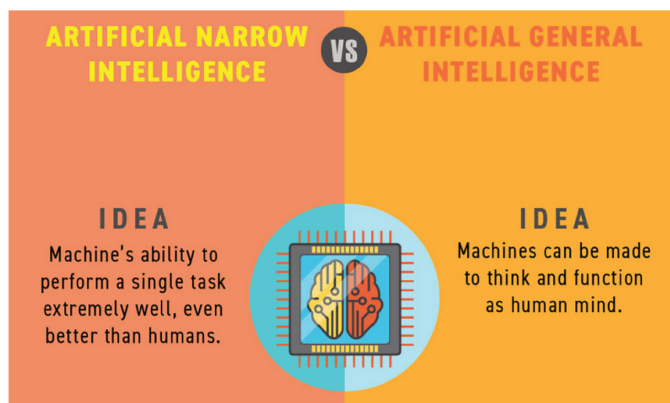 ARTIFICIAL NARROW
INTELLIGENCE
VS
ARTIFICIAL GENERAL
INTELLIGENCE
IDEA
Machine's ability to
perform a single task
extremely well, even
better than humans.
IDEA
Machines can be made
to think and function
as human mind.